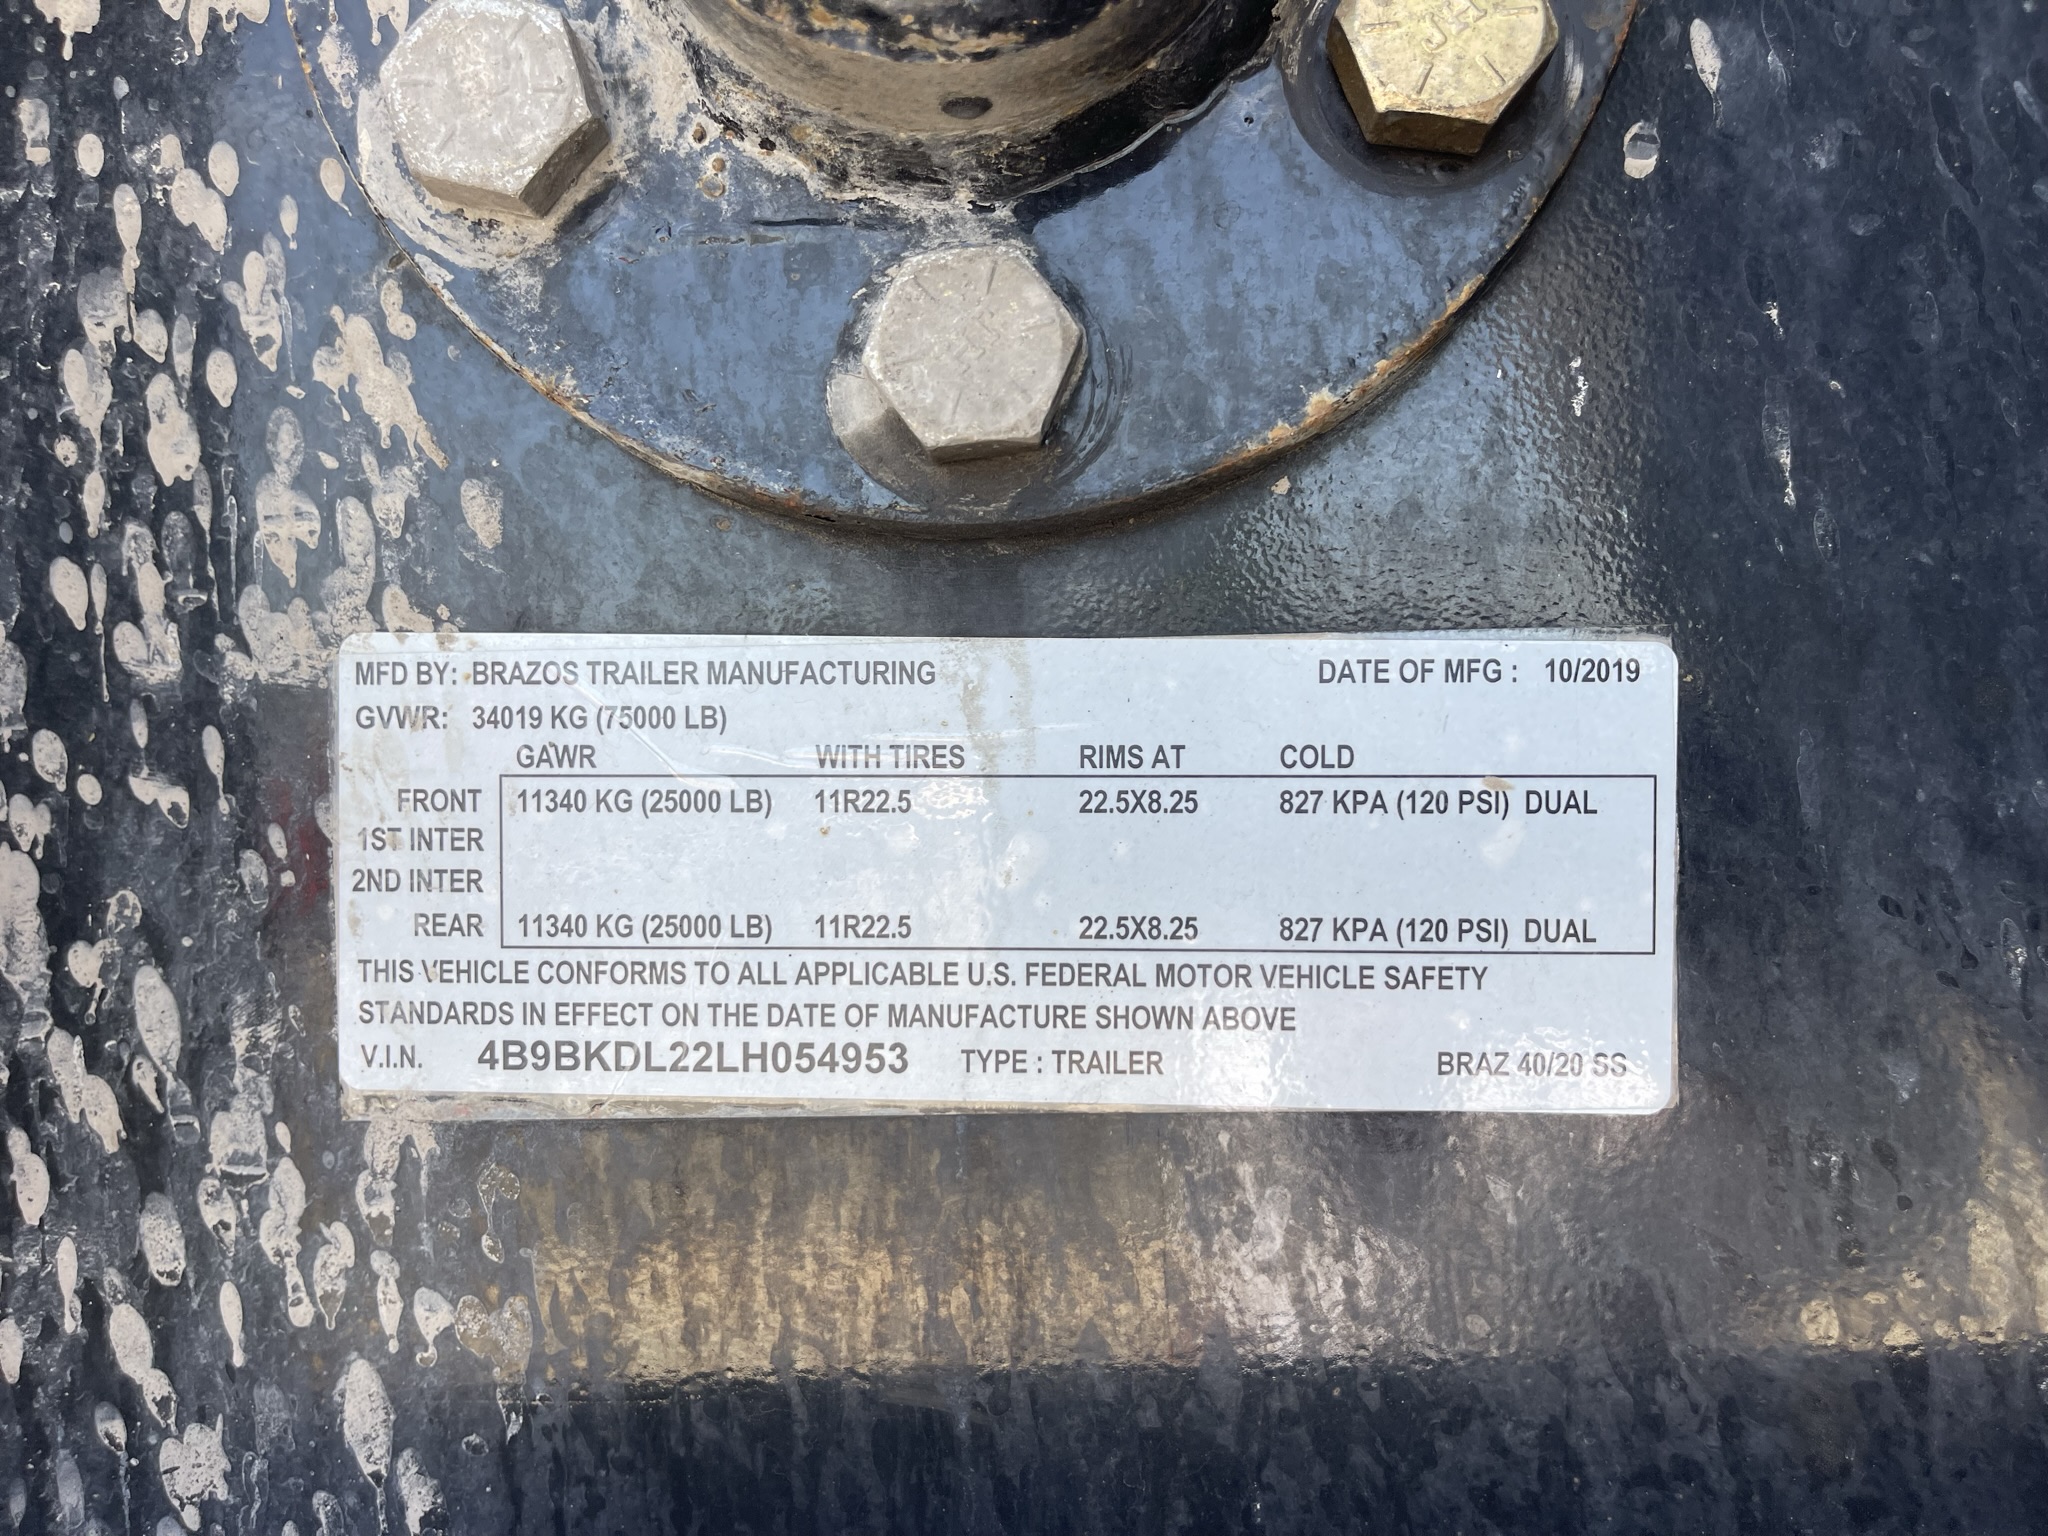 MFD BY: BRAZOS TRAILER MANUFACTURING DATE OF MFG : 10/2019
GVWR: 34019 KG (75000 LB)
GAWR WITH TIRES RIMS AT COLD
FRONT 11340 KG (25000 LB) 11R22.5 22.5X8.25 827 KPA (120 PSI) DUAL
1ST INTER
2ND INTER
REAR 11340 KG (25000 LB) 11R22.5 22.5X8.25 827 KPA (120 PSI) DUAL
THIS VEHICLE CONFORMS TO ALL APPLICABLE U.S. FEDERAL MOTOR VEHICLE SAFETY
STANDARDS IN EFFECT ON THE DATE OF MANUFACTURE SHOWN ABOVE
V.I.N. 4B9BKDL22LH054953 TYPE : TRAILER BRAZ 40/20 SS